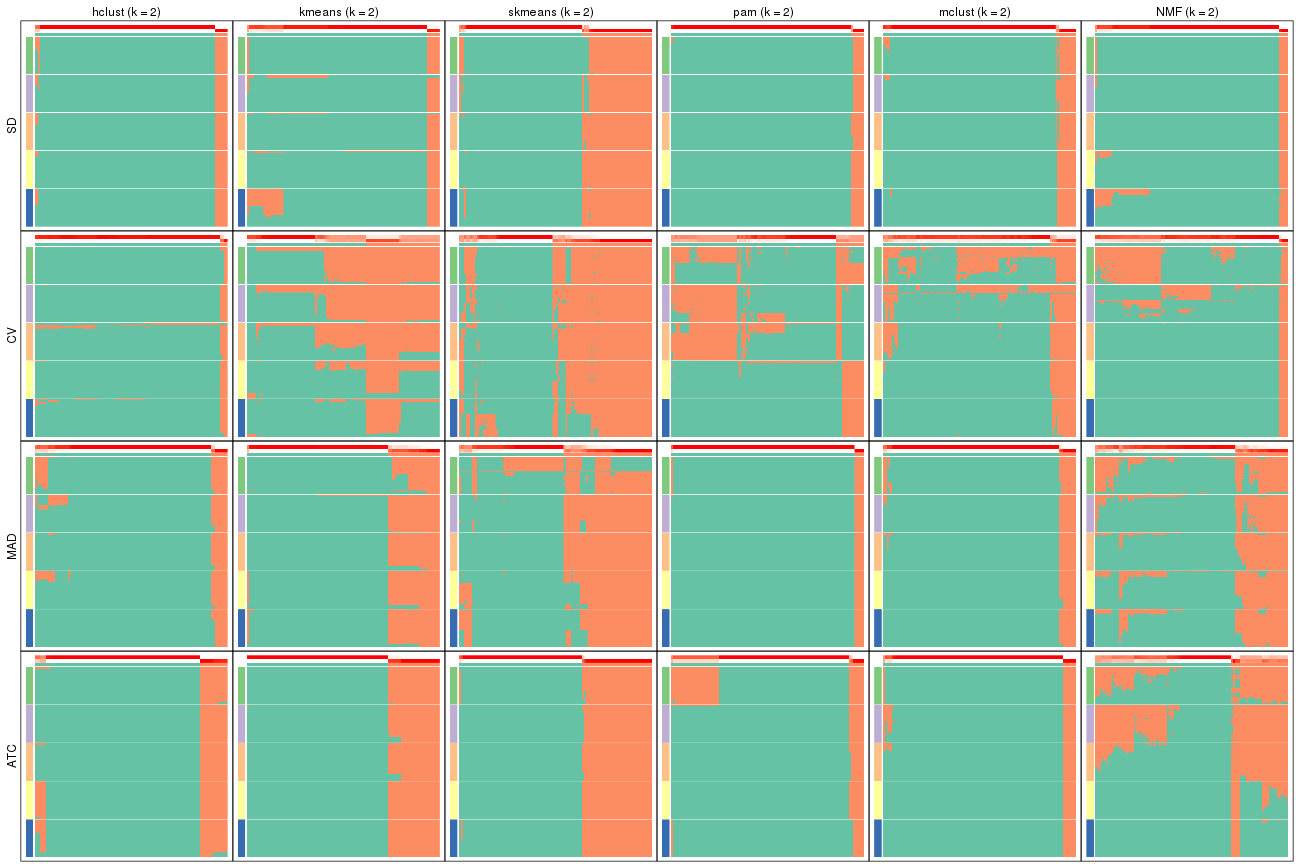 hclust (k = 2)
kmeans (k = 2)
skmeans (k = 2)
pam (k = 2)
mclust (k = 2)
NMF (k = 2)
SD
CV
MAD
ATC